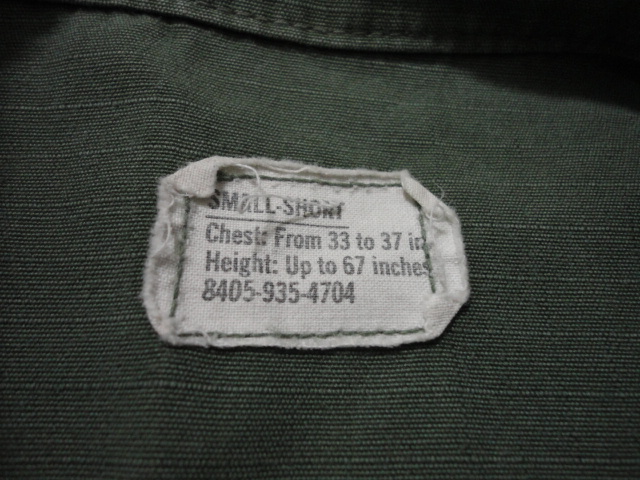 SMALL-SHORT
Chest: From 33 to 37 in
Height: Up to 67 inches
8405-935-4704